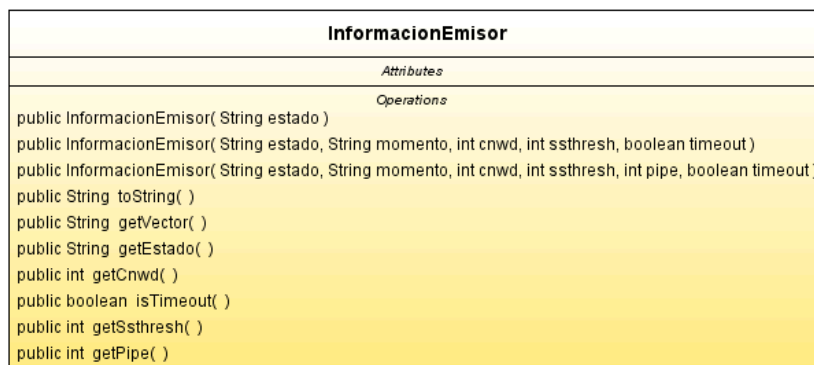 InformacionEmisor
Attributes
Operations
public InformacionEmisor( String estado )
public InformacionEmisor( String estado, String momento, int cnwd, int ssthresh, boolean timeout )
public InformacionEmisor( String estado, String momento, int cnwd, int ssthresh, int pipe, boolean timeout )
public String toString( )
public String getVector( )
public String getEstado( )
public int getCnwd( )
public boolean isTimeout( )
public int getSsthresh( )
public int getPipe( )